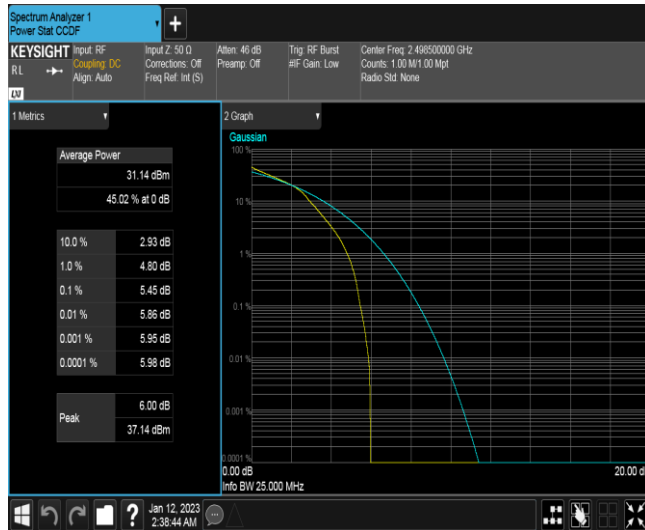 Spectrum Analyzer 1
Power Stat CCDF
+
KEYSIGHT
RL
LXI
Input: RF
Coupling: DC
Align: Auto
Input Z: 50 Ω
Corrections: Off
Freq Ref: Int (S)
Atten: 46 dB
Preamp: Off
Trig: RF Burst
#IF Gain: Low
Center Freq: 2.498500000 GHz
Counts: 1.00 M/1.00 Mpt
Radio Std: None
1 Metrics
Average Power
31.14 dBm
45.02 % at 0 dB
10.0 % 2.93 dB
1.0 % 4.80 dB
0.1 % 5.45 dB
0.01 % 5.86 dB
0.001 % 5.95 dB
0.0001 % 5.98 dB
Peak
6.00 dB
37.14 dBm
2 Graph
Gaussian
100 %
10 %
1 %
0.1 %
0.01 %
0.001 %
0.0001 %
0.00 dB
20.00 d
Info BW 25.000 MHz
?
Jan 12, 2023
2:38:44 AM